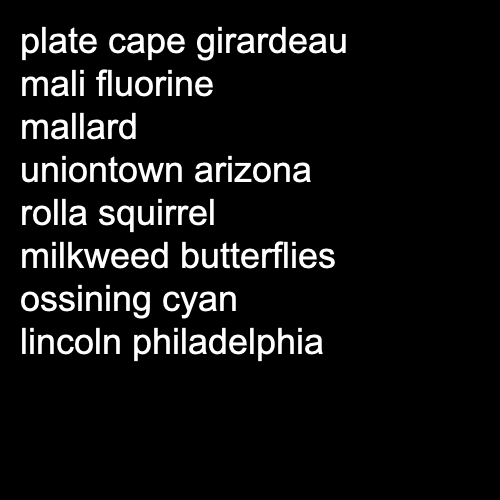 plate cape girardeau
mali fluorine
mallard
uniontown arizona
rolla squirrel
milkweed butterflies
ossining cyan
lincoln philadelphia